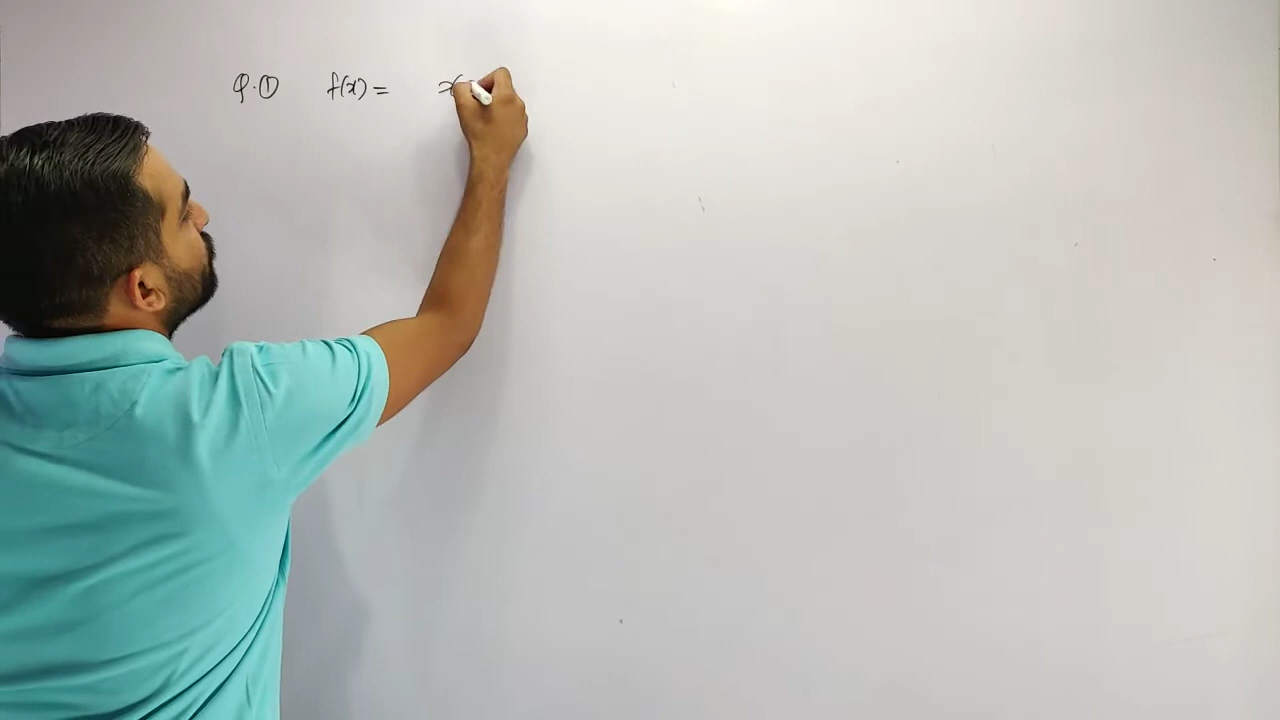 Q.① f(x) = x